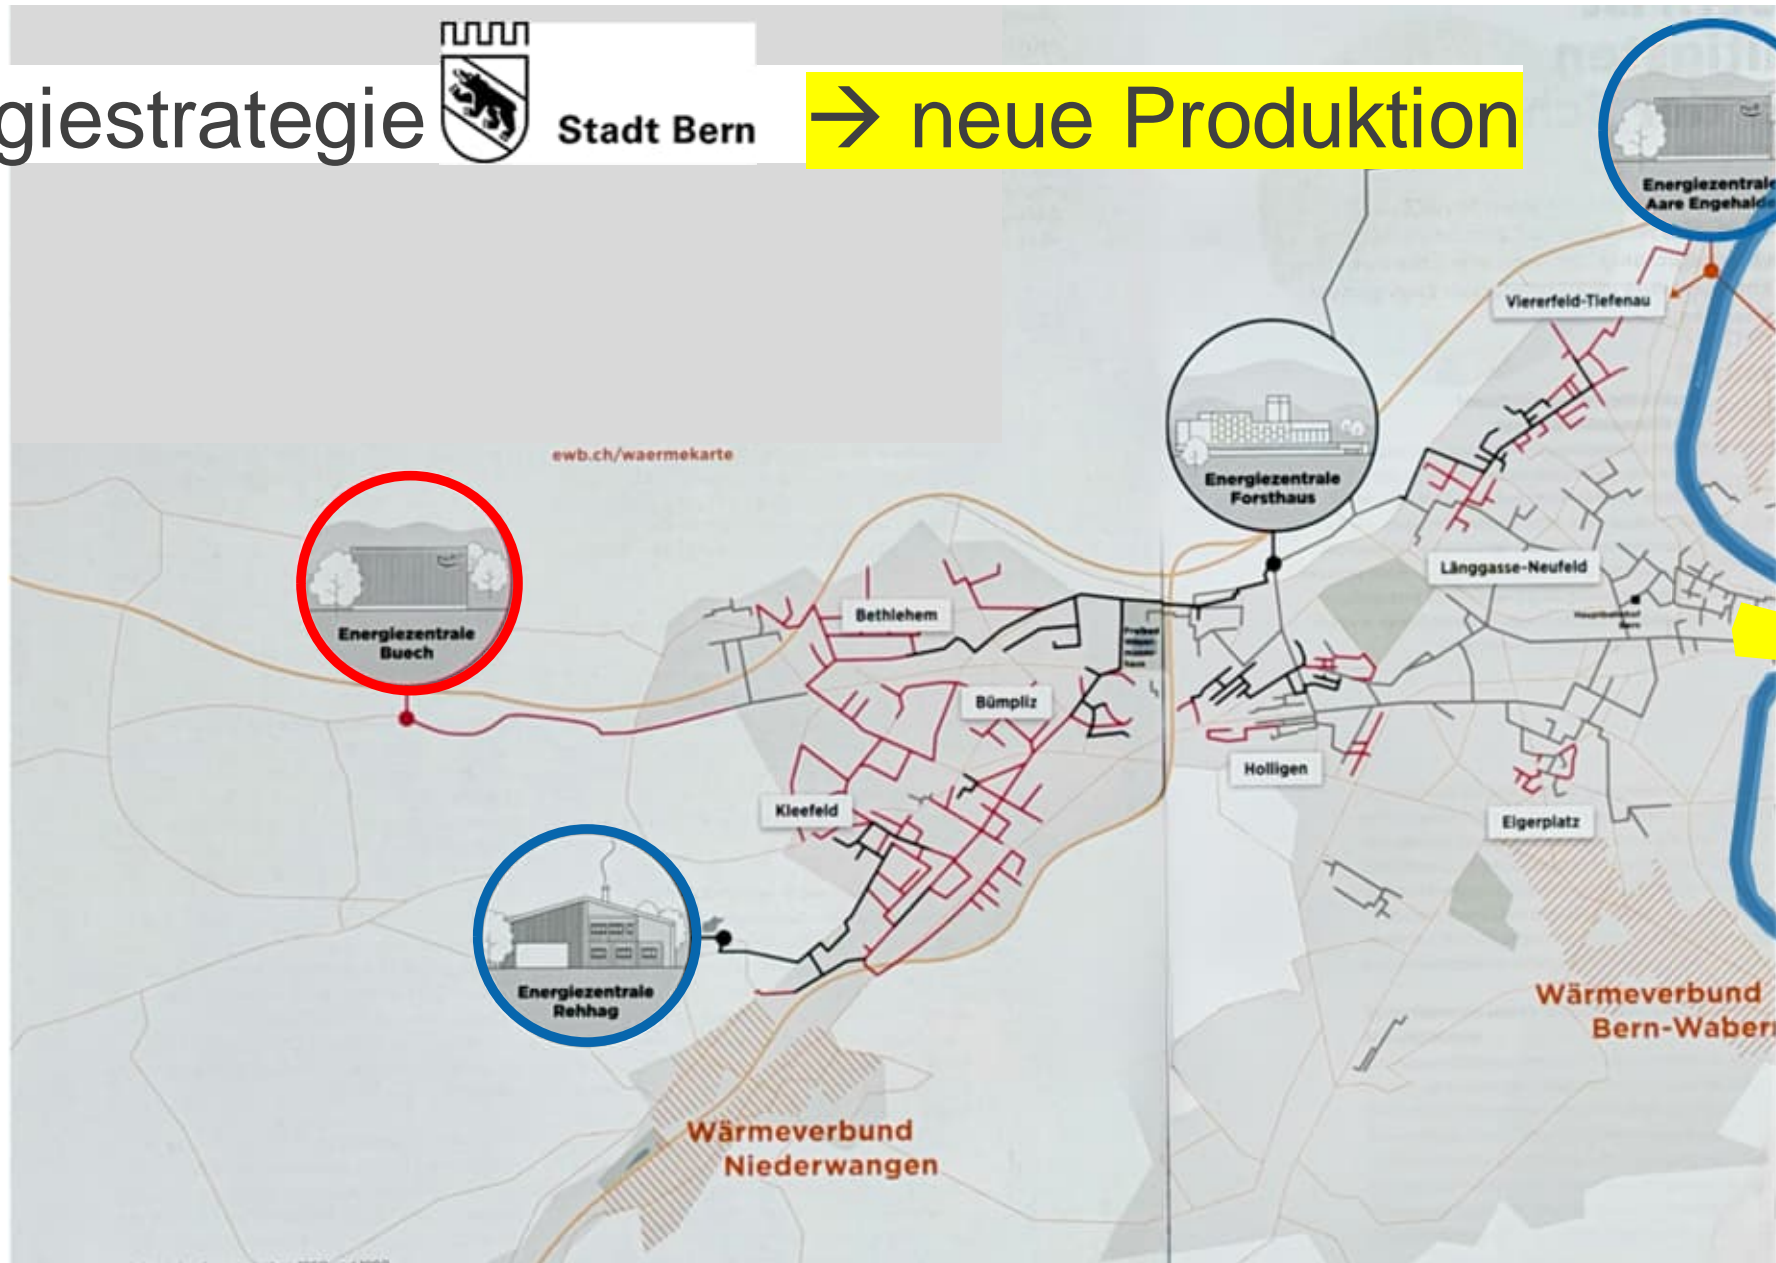 giestrategie Stadt Bern → neue Produktion
Energiezentrale
Aare Engehalde
Viererfeld-Tiefenau
ewb.ch/waermekarte
Energiezentrale
Forsthaus
Länggasse-Neufeld
Energiezentrale
Buech
Bethlehem
Bümpliz
Holligen
Kleefeld
Eigerplatz
Energiezentrale
Rehhag
Wärmeverbund
Bern-Wabern
Wärmeverbund
Niederwangen